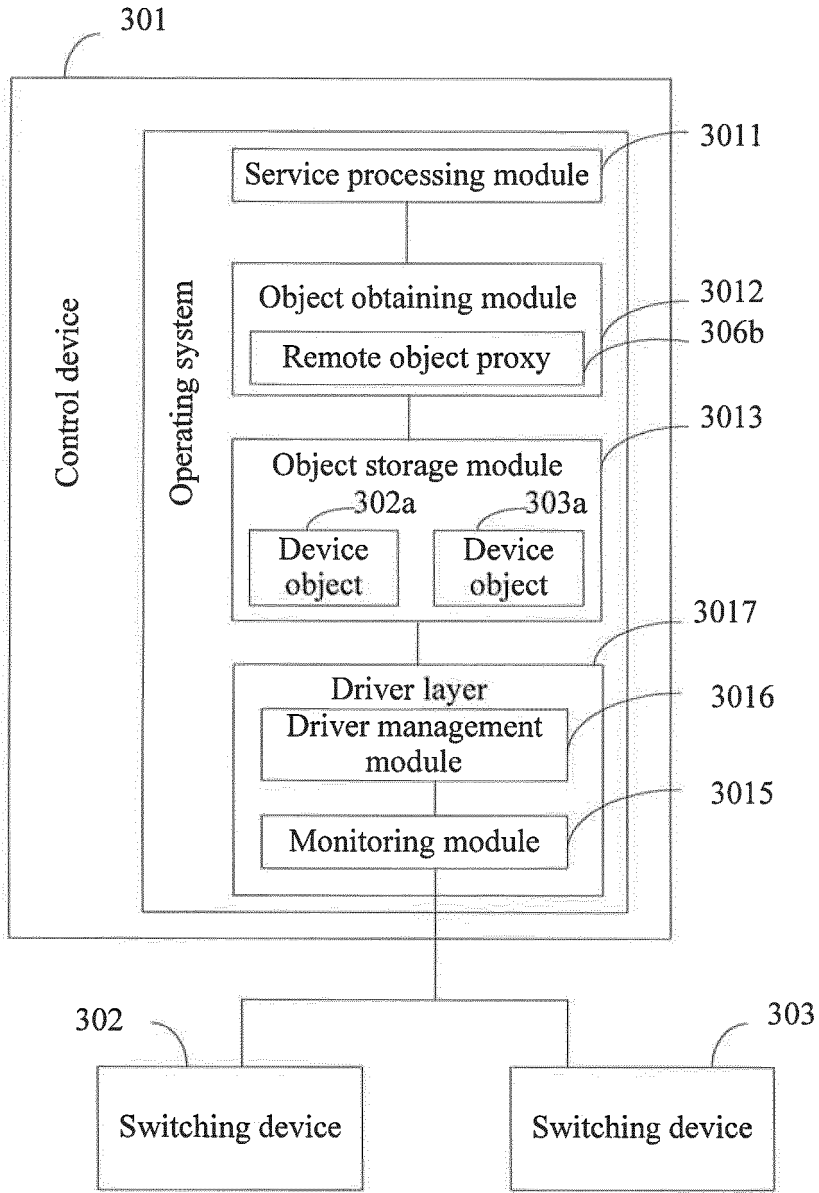 301
3011
Service processing module
Object obtaining module
3012
Remote object proxy
306b
3013
Object storage module
302a
303a
Device
object
Device
object
Control device
Operating system
3017
Driver layer
Driver management
module
3016
3015
Monitoring module
302
303
Switching device
Switching device